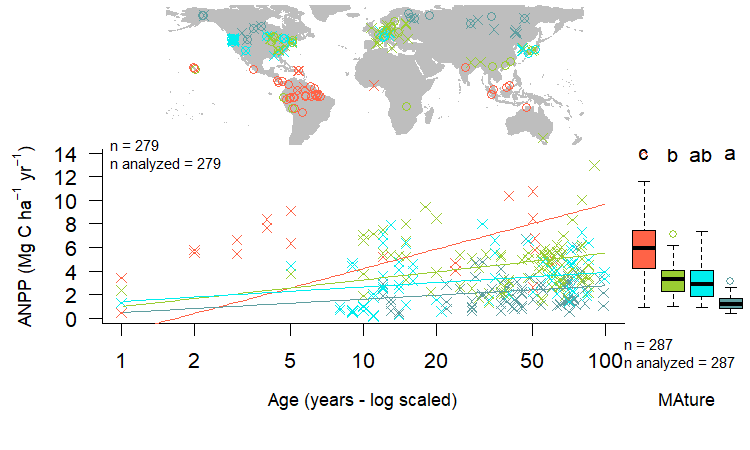 n = 279
n analyzed = 279
c b ab a
ANPP (Mg C ha⁻¹ yr⁻¹)
14
12
10
8
6
4
2
0
1 2 5 10 20 50 100
n = 287
n analyzed = 287
Age (years - log scaled)
MAture